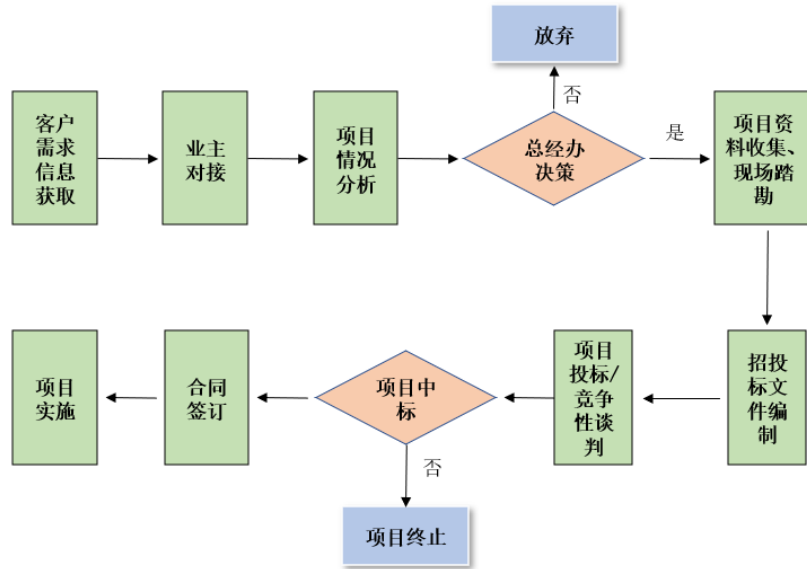 放弃
否
客户
需求
信息
获取
业主
对接
项目
情况
分析
总经办
决策
是
项目资
料收集、
现场踏
勘
项目
实施
合同
签订
项目中
标
项目
投标/
竞争
性谈
判
招投
标文
件编
制
否
项目终止